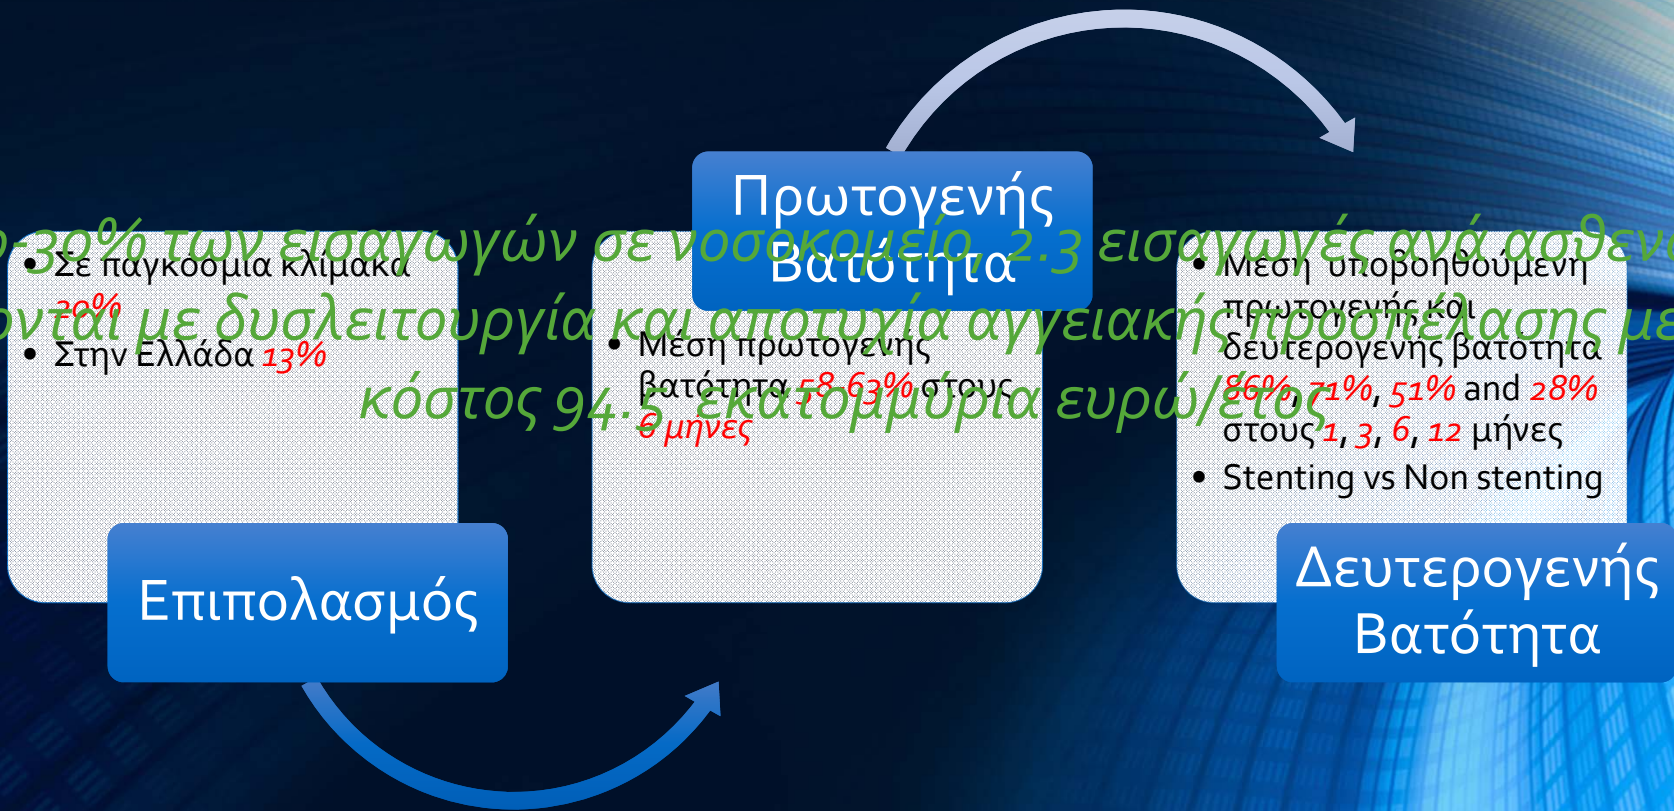 Σε παγκόσμια κλίμακα
20%
Στην Ελλάδα 13%
Επιπολασμός
Πρωτογενής
Βατότητα
Μέση πρωτογενής
βατότητα 58-63% στους
6 μήνες
Μέση υποβοηθούμενη
πρωτογενής και
δευτερογενής βατότητα
86%, 71%, 51% and 28%
στους 1, 3, 6, 12 μήνες
Stenting vs Non stenting
Δευτερογενής
Βατότητα
-30% των εισαγωγών σε νοσοκομείο, 2.3 εισαγωγές ανά
με δυσλειτουργία και αποτυχία αγγειακής προσπέλασης
κόστος 94.5 εκατομμύρια ευρώ/έτος